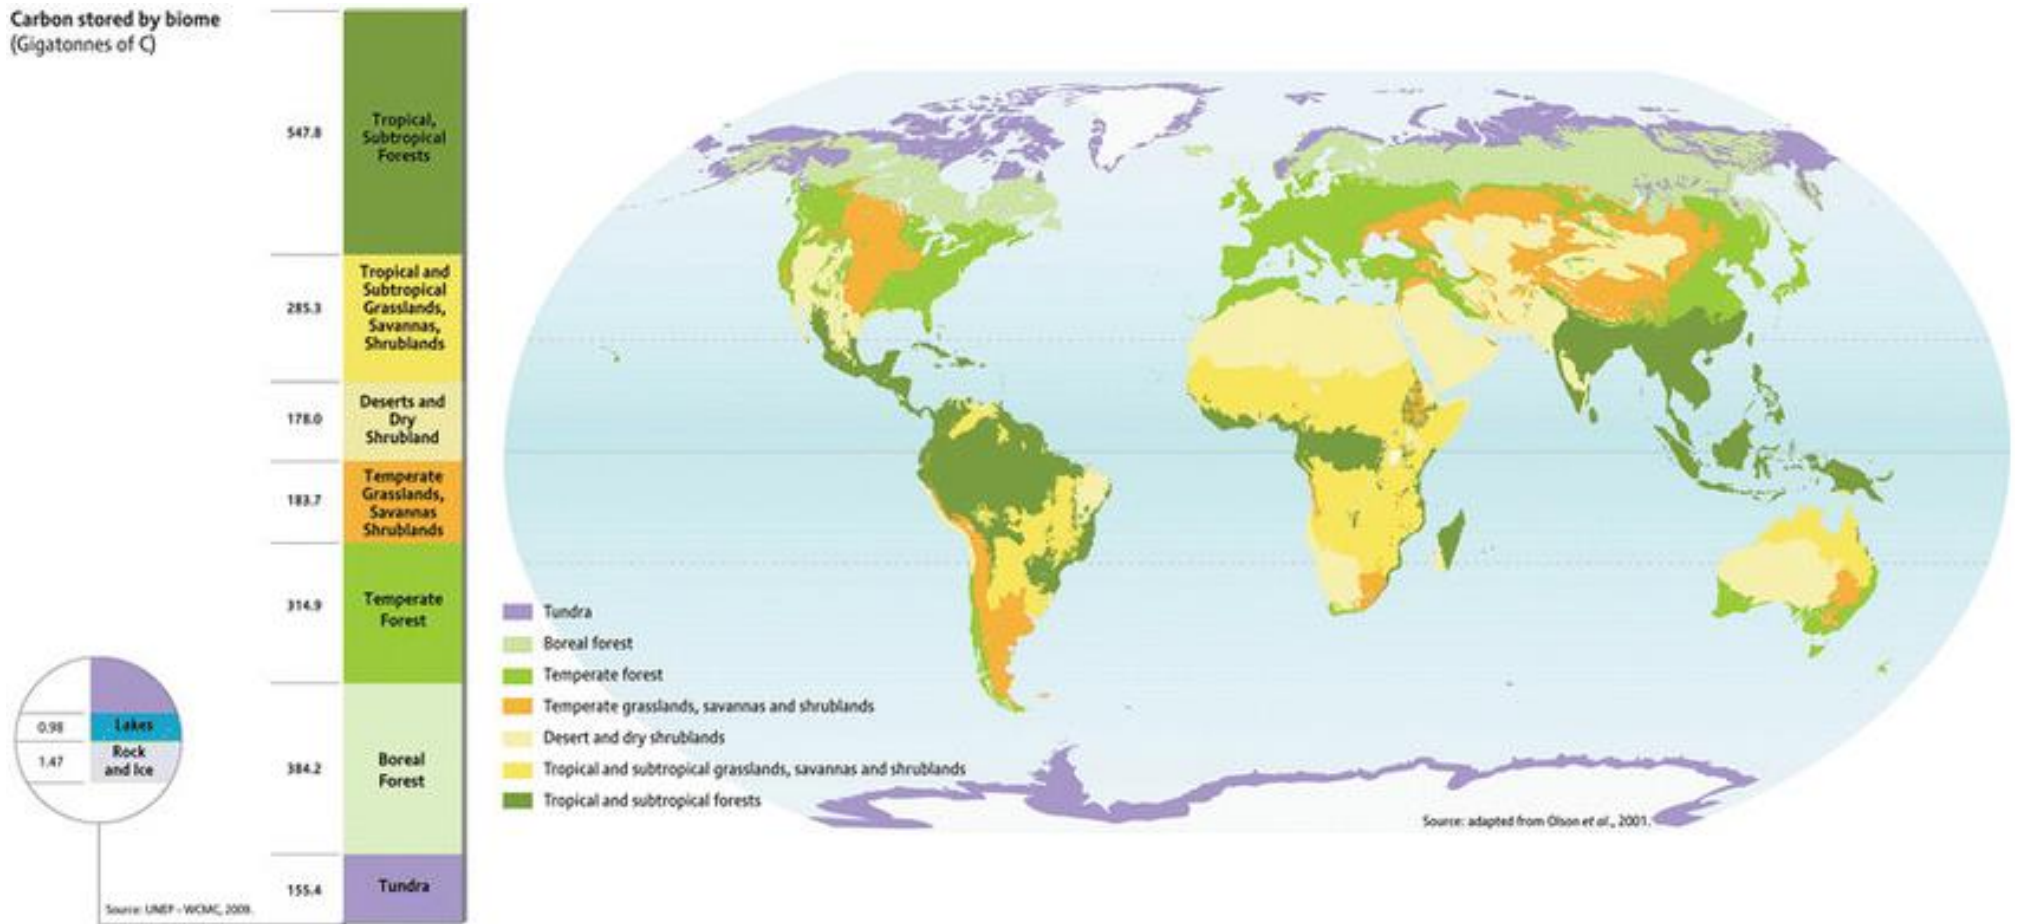 Carbon stored by biome
(Gigatonnes of C)
547.8
Tropical,
Subtropical
Forests
285.3
Tropical and
Subtropical
Grasslands,
Savannas,
Shrublands
178.0
Deserts and
Dry
Shrubland
183.7
Temperate
Grasslands,
Savannas
Shrublands
314.9
Temperate
Forest
384.2
Boreal
Forest
155.4
Tundra
0.98
Lakes
1.47
Rock
and Ice
Source: UNEP - WCMC, 2009.
Tundra
Boreal forest
Temperate forest
Temperate grasslands, savannas and shrublands
Desert and dry shrublands
Tropical and subtropical grasslands, savannas and shrublands
Tropical and subtropical forests
Source: adapted from Olson et al., 2001.